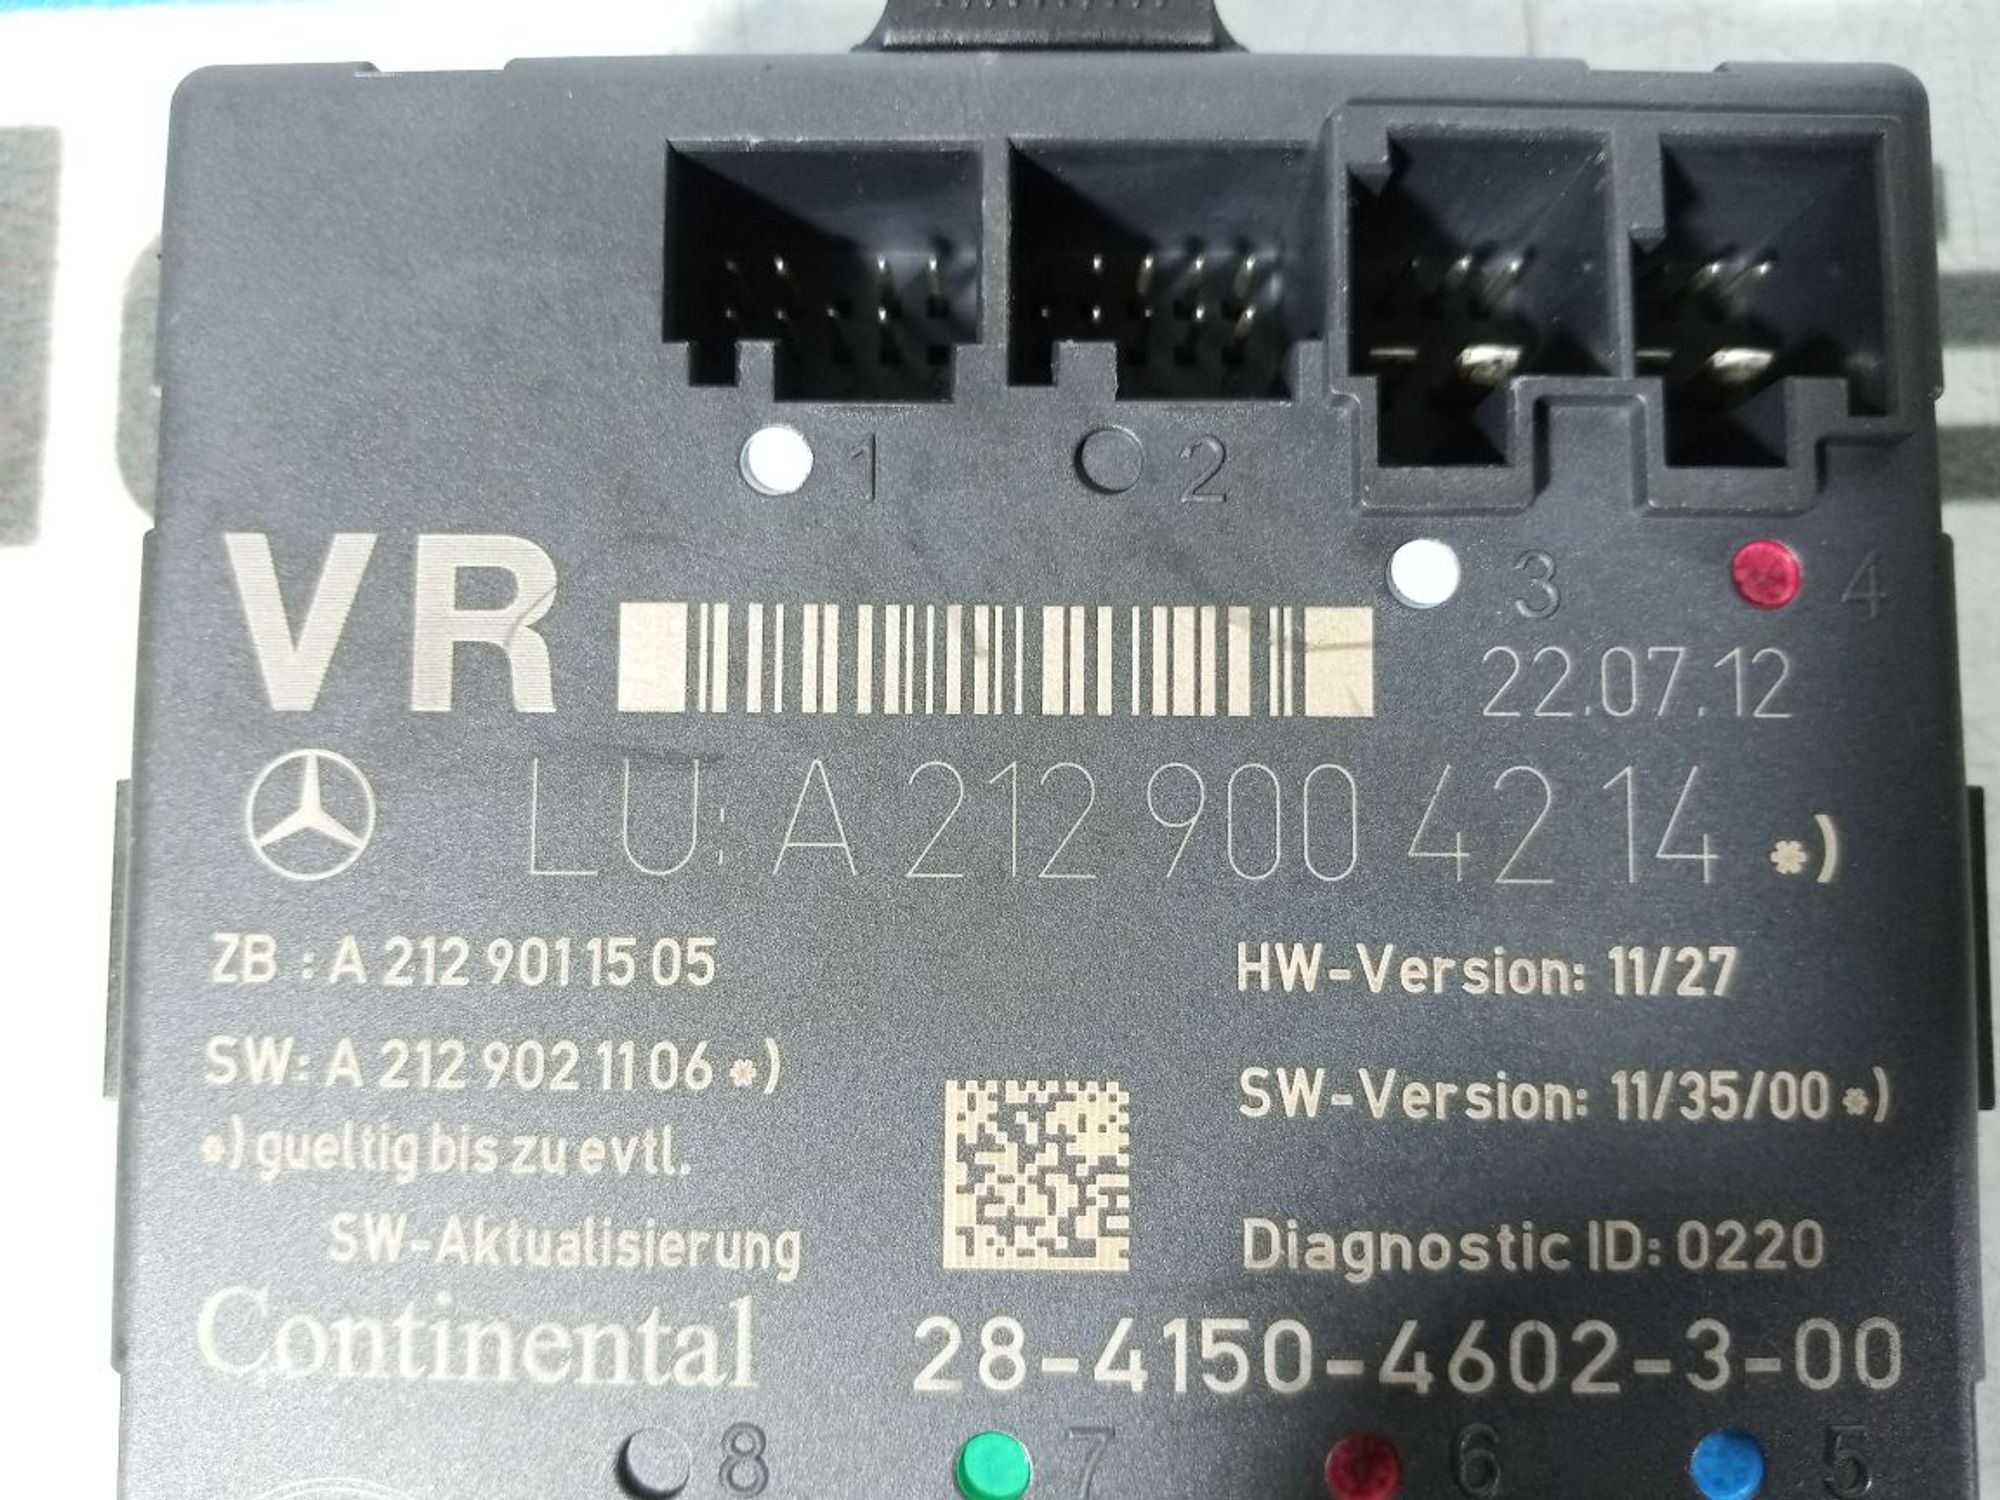 1 2
3 4
VR
22.07.12
LU: A 212 900 42 14 *)
ZB : A 212 901 15 05
HW-Version: 11/27
SW: A 212 902 11 06 *)
SW-Version: 11/35/00 *)
*) gueltig bis zu evtl.
SW-Aktualisierung
Diagnostic ID: 0220
Continental
28-4150-4602-3-00
8 7 6 5